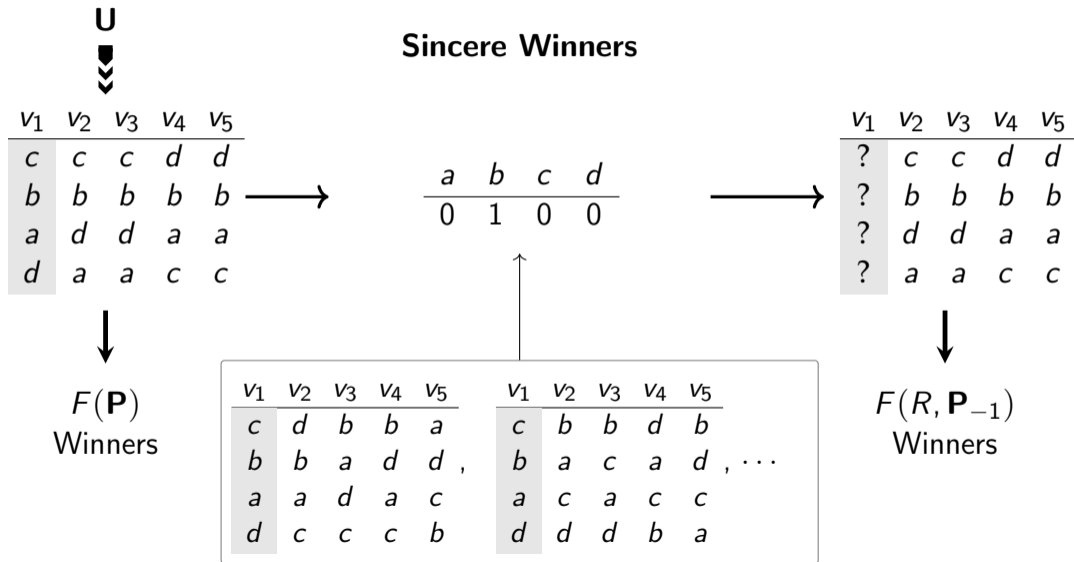 U
Sincere Winners
v1 v2 v3 v4 v5
c c c d d
b b b b b
a d d a a
d a a c c
a b c d
0 1 0 0
v1 v2 v3 v4 v5
? c c d d
? b b b b
? d d a a
? a a c c
F(P)
Winners
v1 v2 v3 v4 v5
c d b b a
b b a d d ,
a a d a c
d c c c b
v1 v2 v3 v4 v5
c b b d b
b a c a d , ···
a c a c c
d d d b a
F(R, P−1)
Winners